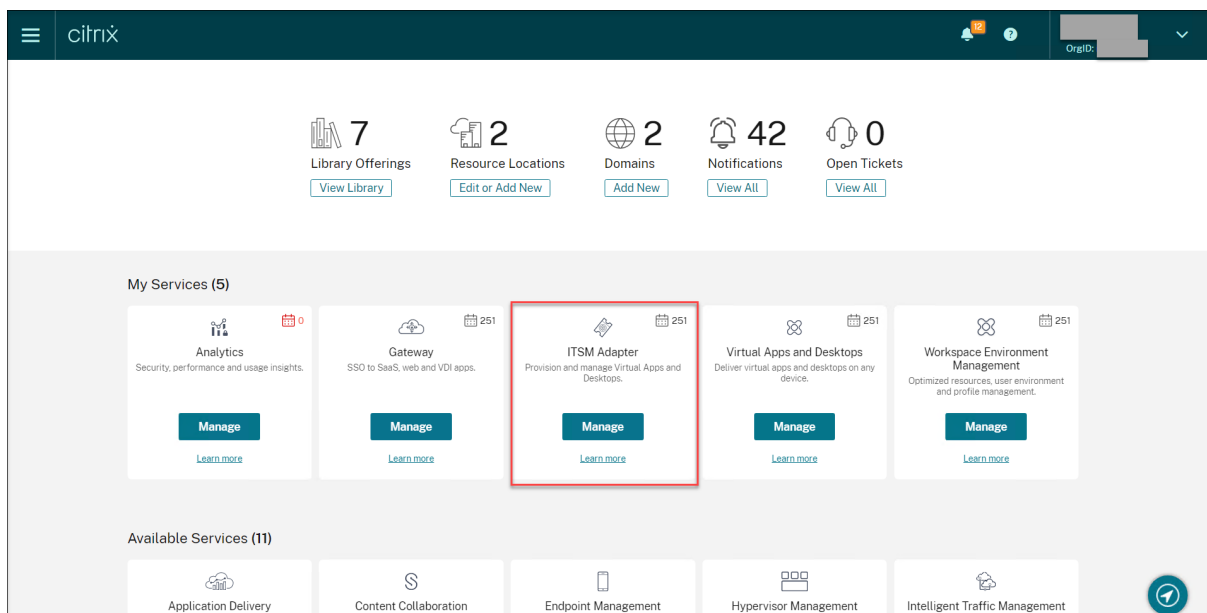 citrix
12
?
OrgID:
7
2
2
42
0
Library Offerings
Resource Locations
Domains
Notifications
Open Tickets
View Library
Edit or Add New
Add New
View All
View All
My Services (5)
0
Analytics
Security, performance and usage insights.
Manage
Learn more
251
Gateway
SSO to SaaS, web and VDI apps.
Manage
Learn more
251
ITSM Adapter
Provision and manage Virtual Apps and
Desktops.
Manage
Learn more
251
Virtual Apps and Desktops
Deliver virtual apps and desktops on any
device.
Manage
Learn more
251
Workspace Environment
Management
Optimized resources, user environment
and profile management.
Manage
Learn more
Available Services (11)
Application Delivery
Content Collaboration
Endpoint Management
Hypervisor Management
Intelligent Traffic Management